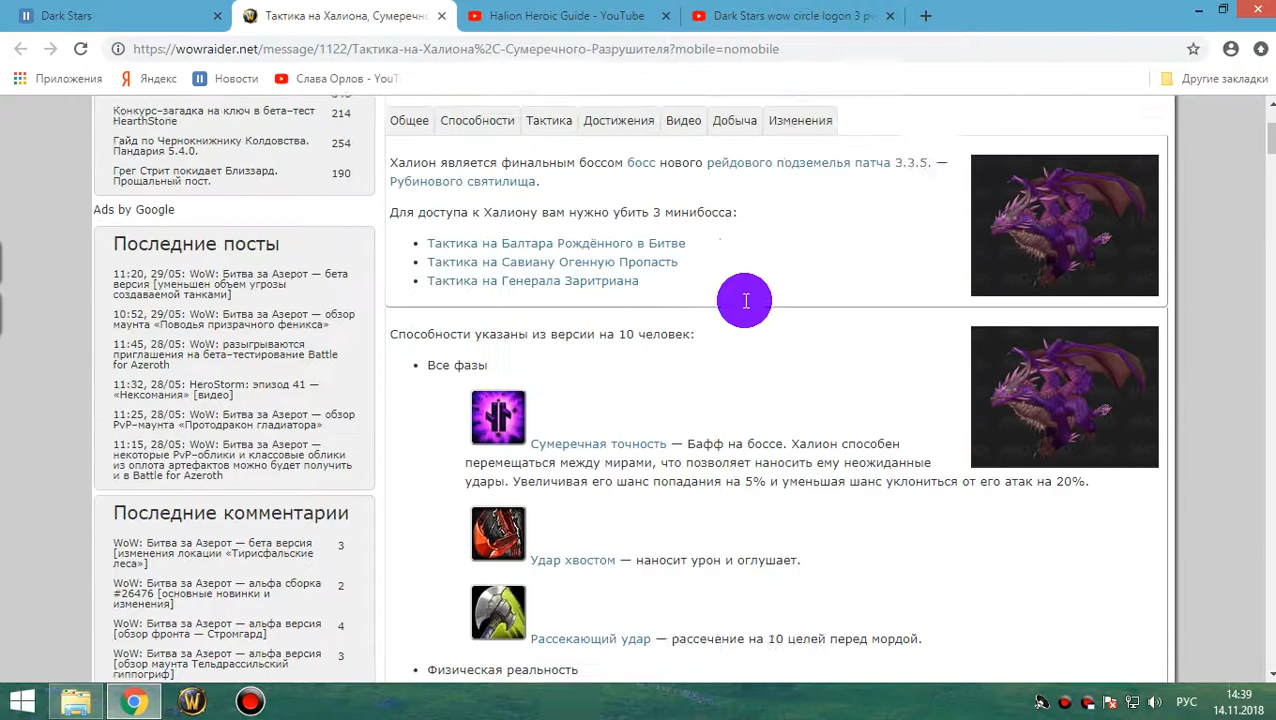 Dark Stars
Тактика на Халиона, Сумеречно
Halion Heroic Guide - YouTube
Dark Stars wow circle logon 3 pv
https://wowraider.net/message/1122/Тактика-на-Халиона%2C-Сумеречного-Разрушителя?mobile=nomobile
Приложения
Яндекс
Новости
Слава Орлов - YouT
Другие закладки
Конкурс-загадка на ключ в бета-тест
HearthStone
214
Гайд по Чернокнижнику Колдовства.
Пандария 5.4.0.
254
Грег Стрит покидает Близзард.
Прощальный пост.
190
Ads by Google
Последние посты
11:20, 29/05: WoW: Битва за Азерот — бета
версия [уменьшен объем угрозы
создаваемой танками]
10:52, 29/05: WoW: Битва за Азерот — обзор
маунта «Поводья призрачного феникса»
11:45, 28/05: WoW: разыгрываются
приглашения на бета-тестирование Battle
for Azeroth
11:32, 28/05: HeroStorm: эпизод 41 —
«Нексомания» [видео]
11:25, 28/05: WoW: Битва за Азерот — обзор
PvP-маунта «Протодракон гладиатора»
11:15, 28/05: WoW: Битва за Азерот —
некоторые PvP-облики и классовые облики
из оплота артефактов можно будет получить
и в Battle for Azeroth
Последние комментарии
WoW: Битва за Азерот — бета версия
[изменения локации «Тирисфальские
леса»]
3
WoW: Битва за Азерот — альфа сборка
#26476 [основные новинки и
изменения]
2
WoW: Битва за Азерот — альфа версия
[обзор фронта — Стромгард]
4
WoW: Битва за Азерот — альфа версия
[обзор маунта Тельдрассильский
гиппогриф]
3
Общее
Способности
Тактика
Достижения
Видео
Добыча
Изменения
Халион является финальным боссом босс нового рейдового подземелья патча 3.3.5. —
Рубинового святилища.
Для доступа к Халиону вам нужно убить 3 минибосса:
• Тактика на Балтара Рождённого в Битве
• Тактика на Савиану Огненную Пропасть
• Тактика на Генерала Заритриана
Способности указаны из версии на 10 человек:
• Все фазы
Сумеречная точность — Бафф на боссе. Халион способен
перемещаться между мирами, что позволяет наносить ему неожиданные
удары. Увеличивая его шанс попадания на 5% и уменьшая шанс уклониться от его атак на 20%.
Удар хвостом — наносит урон и оглушает.
Рассекающий удар — рассечение на 10 целей перед мордой.
• Физическая реальность
РУС
14:39
14.11.2018